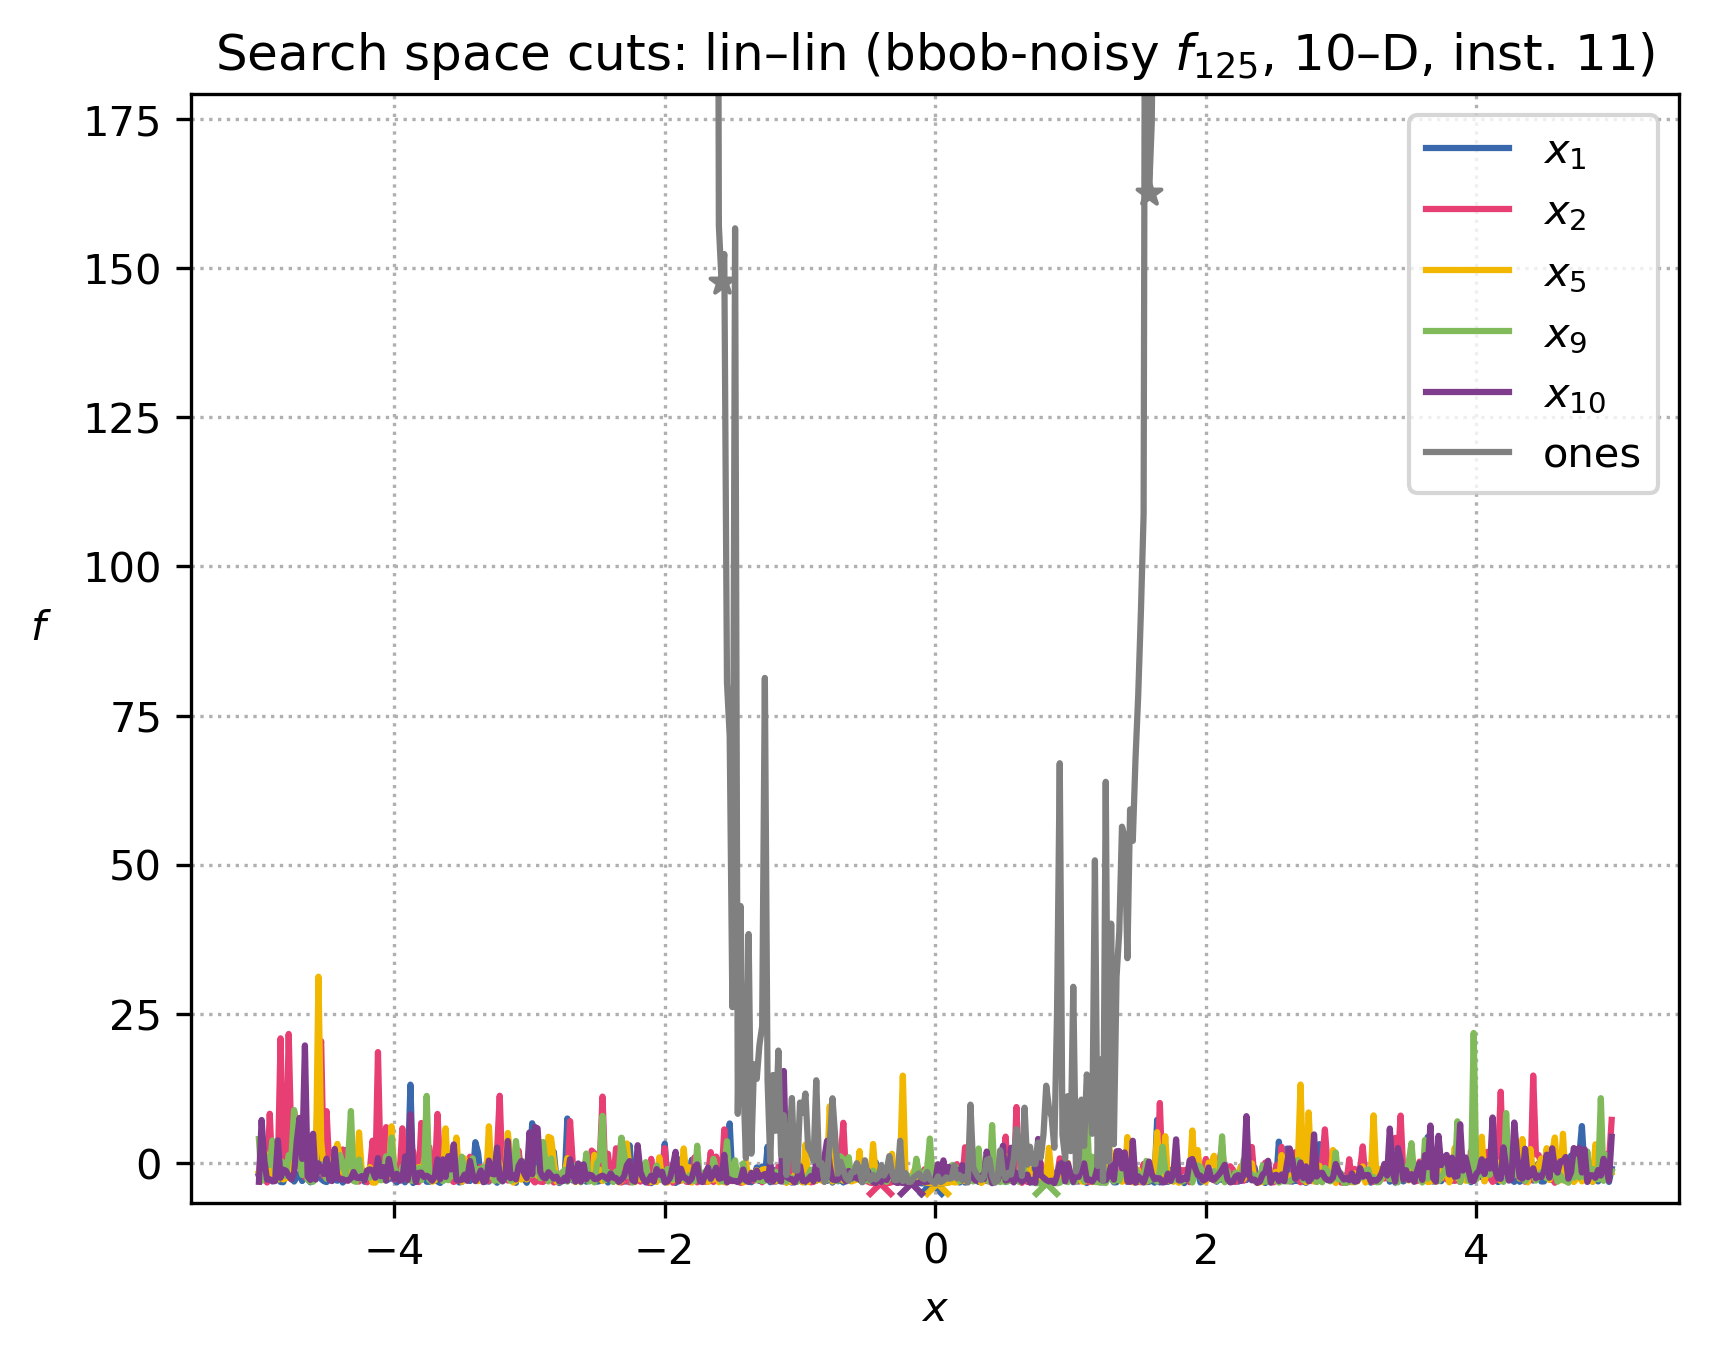 Search space cuts: lin–lin (bbob-noisy f₁₂₅, 10–D, inst. 11)
175
150
125
100
75
50
25
0
f
−4
−2
0
2
4
x
x₁
x₂
x₅
x₉
x₁₀
ones